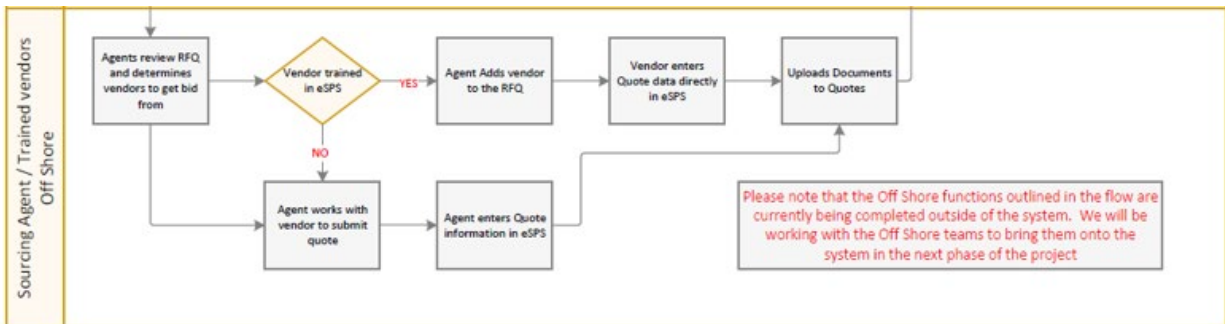 Sourcing Agent / Trained vendors
Off Shore
Agents review RFQ
and determines
vendors to get bid
from
Vendor trained
in eSPS
YES
Agent Adds vendor
to the RFQ
Vendor enters
Quote data directly
in eSPS
Uploads Documents
to Quotes
NO
Agent works with
vendor to submit
quote
Agent enters Quote
information in eSPS
Please note that the Off Shore functions outlined in the flow are
currently being completed outside of the system. We will be
working with the Off Shore teams to bring them onto the
system in the next phase of the project